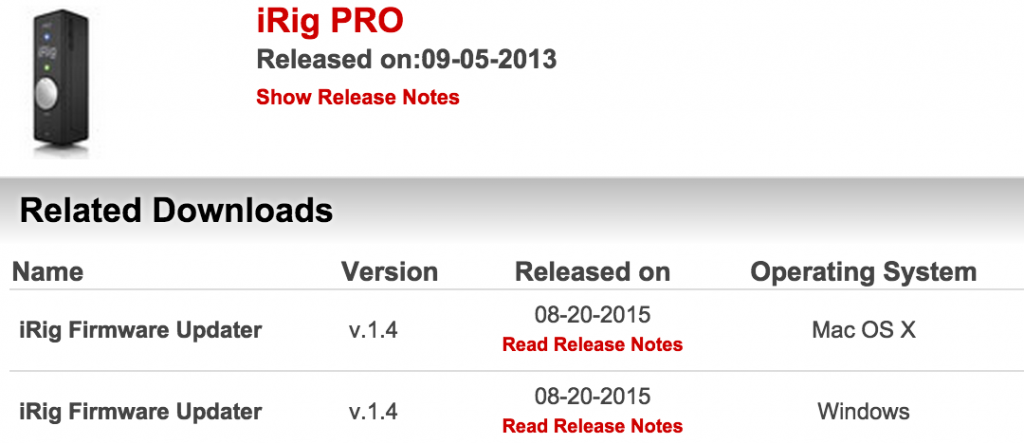 iRig
iRig PRO
Released on:09-05-2013
Show Release Notes
Related Downloads
Name Version Released on Operating System
iRig Firmware Updater v.1.4 08-20-2015 Mac OS X
Read Release Notes
iRig Firmware Updater v.1.4 08-20-2015 Windows
Read Release Notes